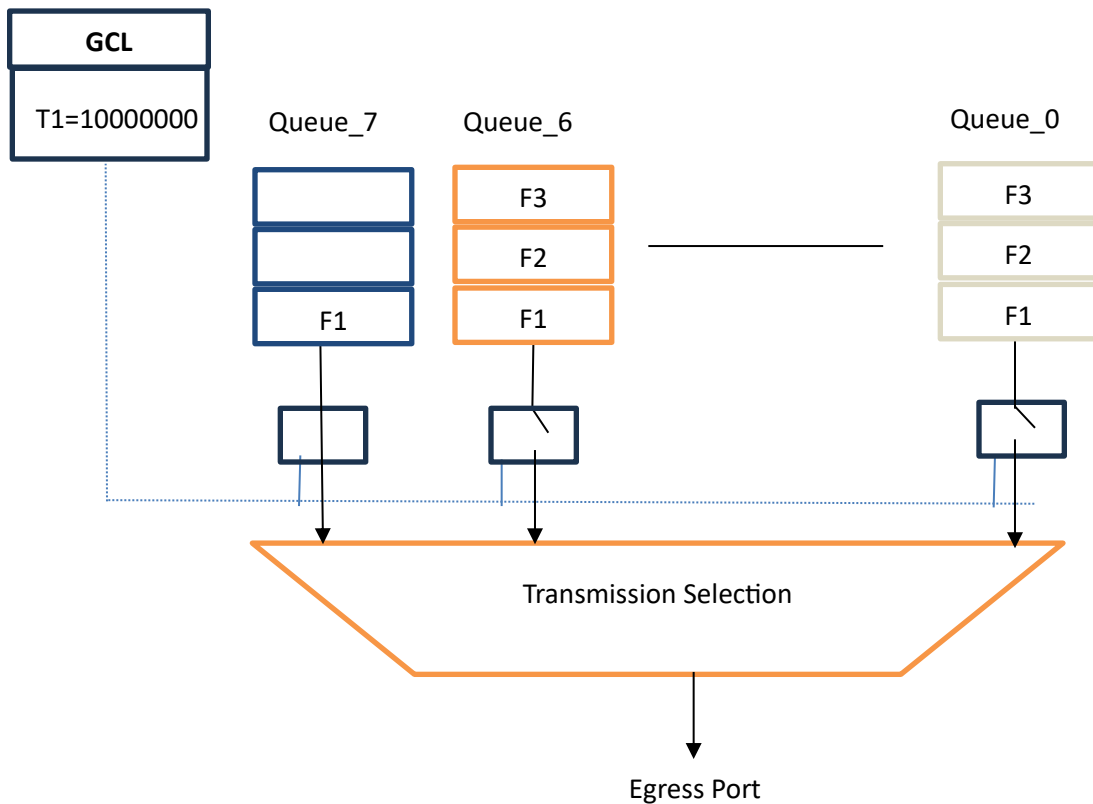 GCL
T1=10000000
Queue_7
Queue_6
Queue_0
F3
F3
F2
F2
F1
F1
F1
Transmission Selection
Egress Port